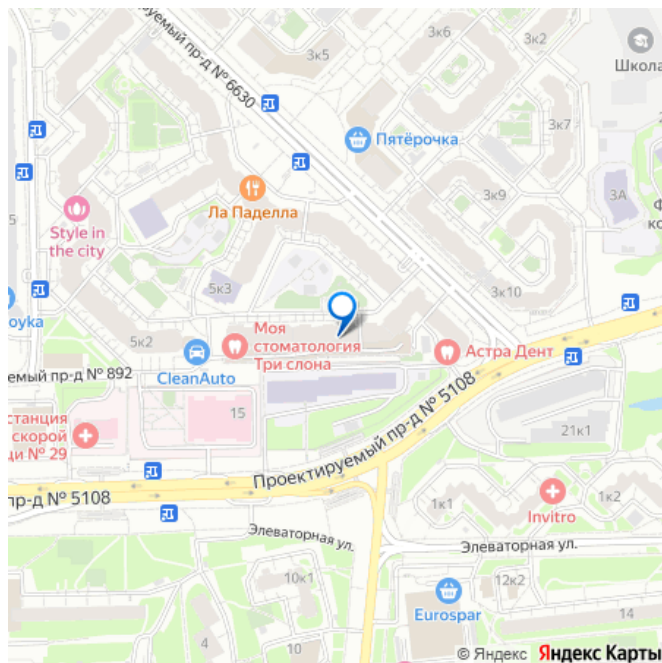 3к6
3к2
3к5
Школа
уемый пр-д № 6630
3к7
Пятёрочка
3к9
3А
Ла Паделла
Style in
the city
5к3
3к10
oyka
5к2
Моя
стоматология
Три слона
Астра Дент
CleanAuto
уемый пр-д № 892
станция
скорой
щи № 29
15
21к1
Проектируемый пр-д № 5108
пр-д № 5108
1к1
1к2
Invitro
Элеваторная ул.
Элеваторная ул.
10к1
12к2
Eurospar
4
10
14
© Яндекс Яндекс Карты